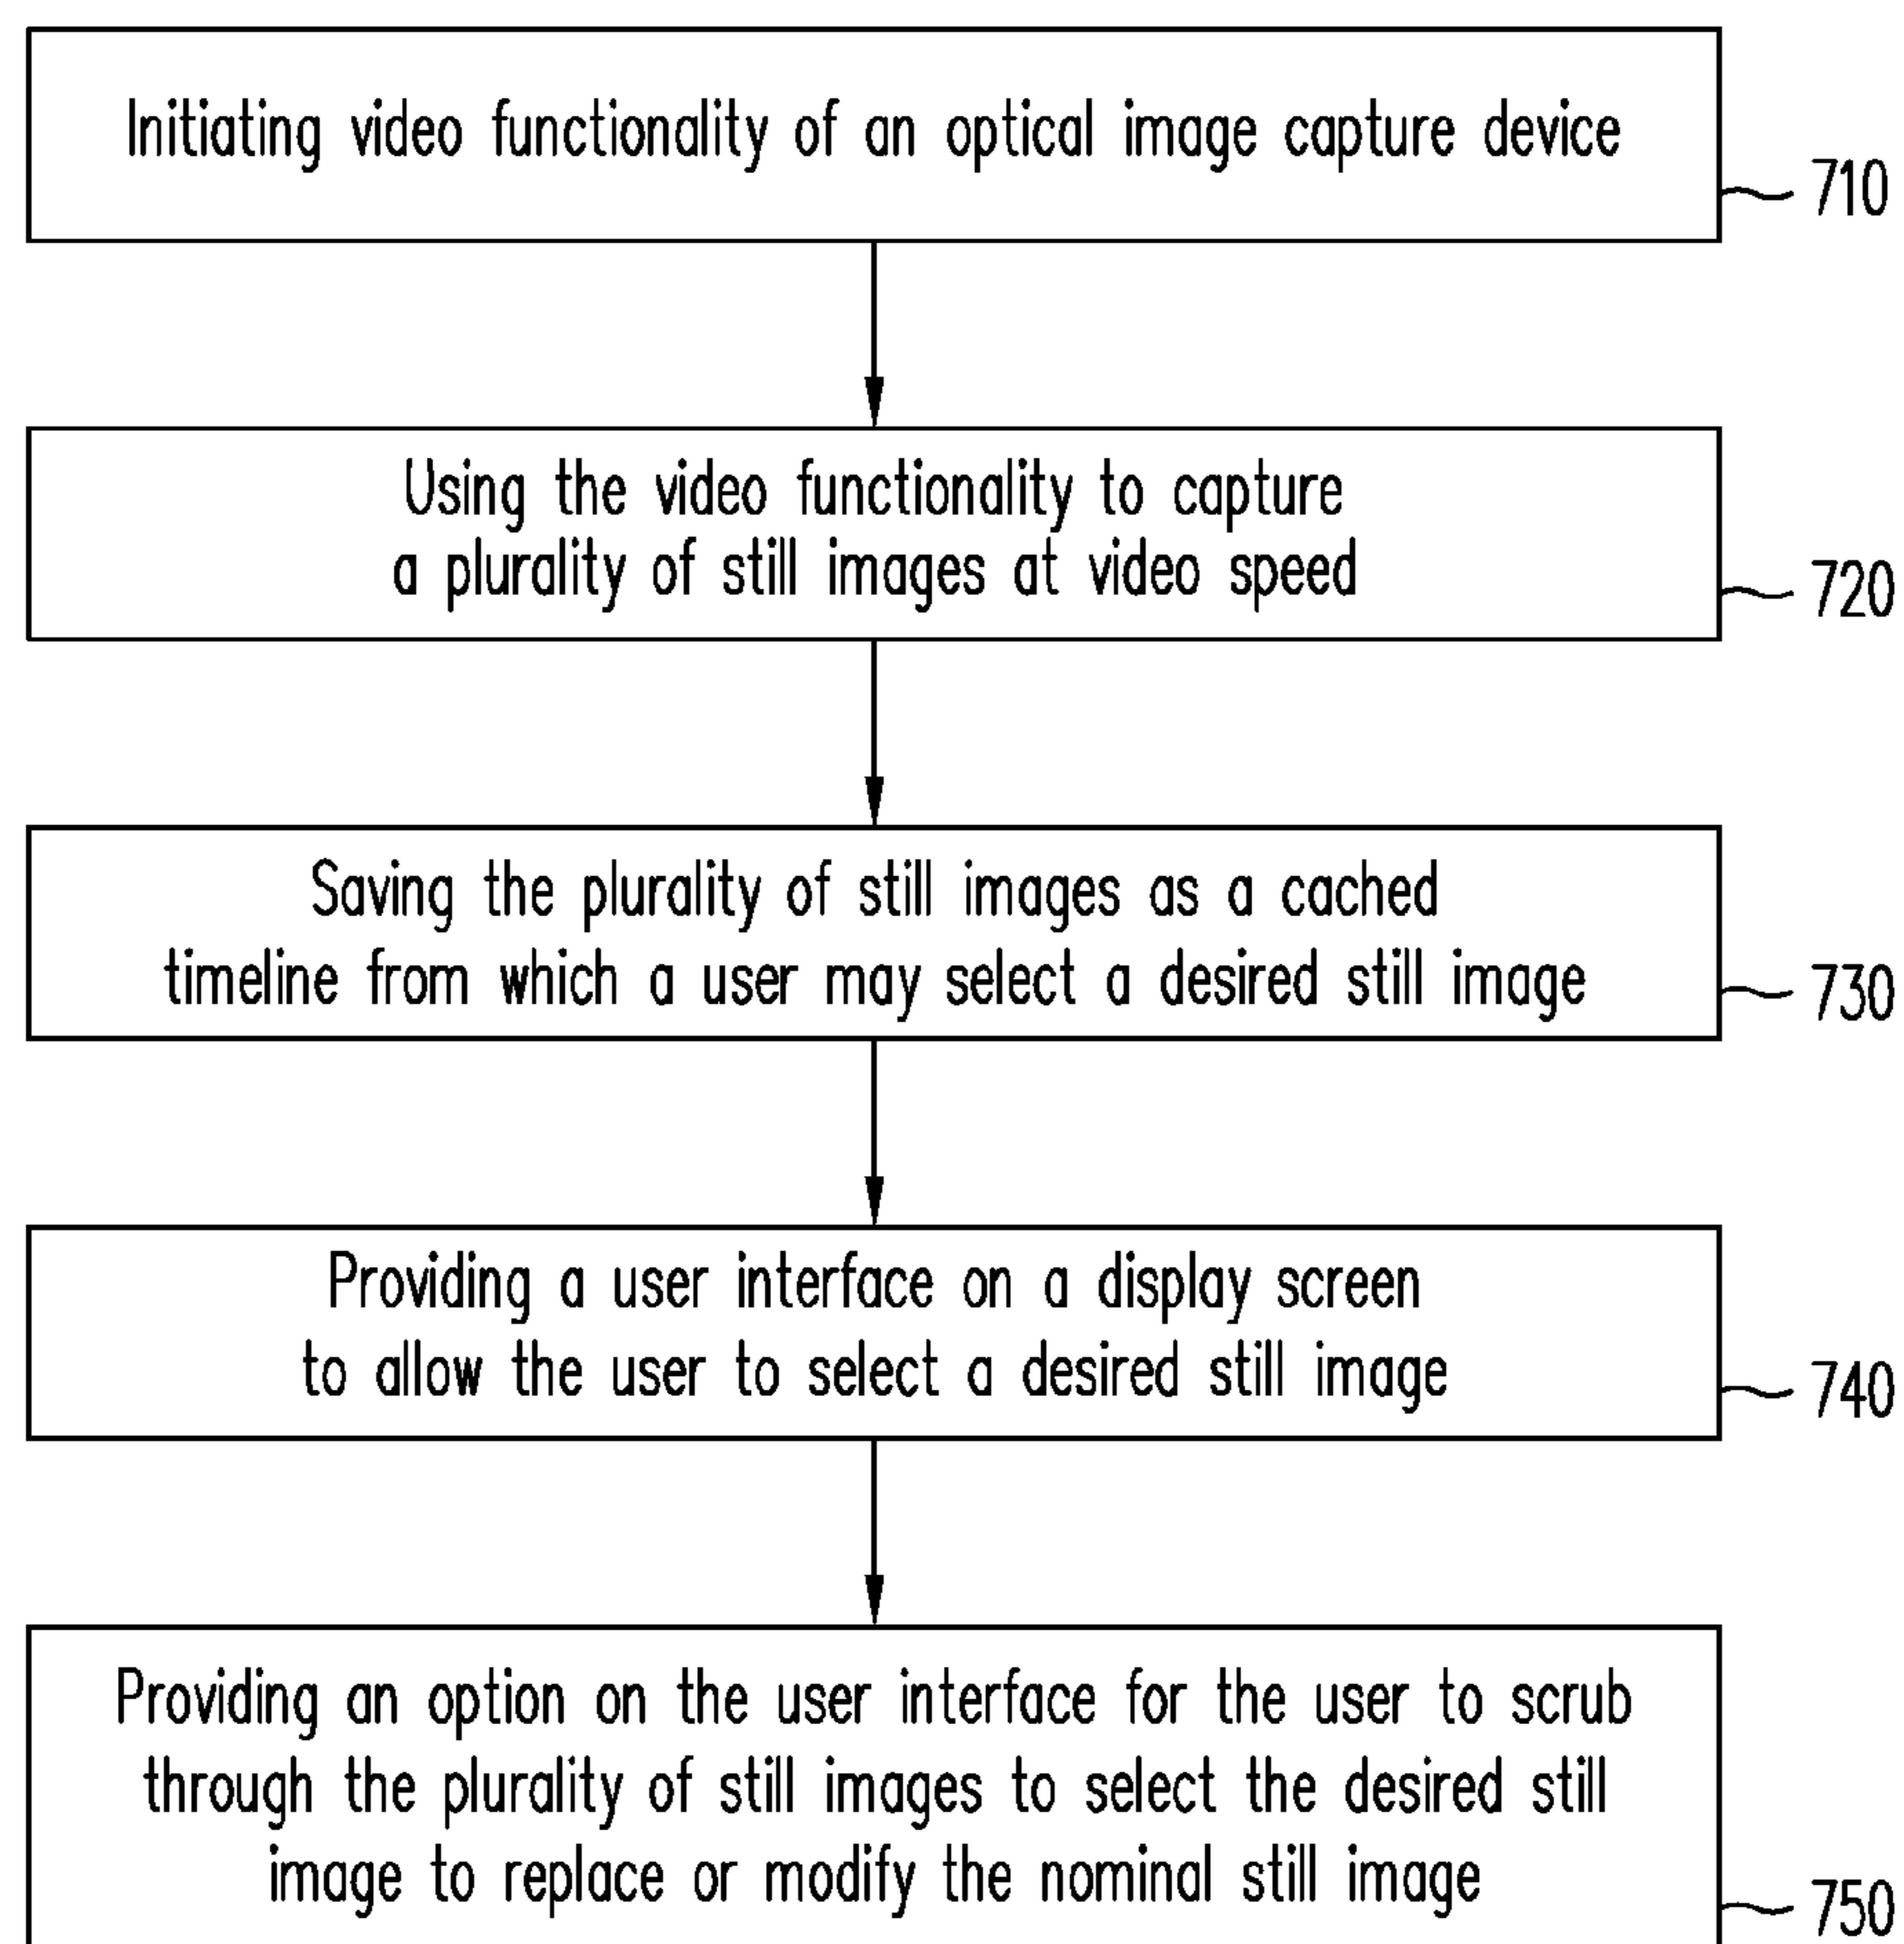 Initiating video functionality of an optical image capture device
710
Using the video functionality to capture
a plurality of still images at video speed
720
Saving the plurality of still images as a cached
timeline from which a user may select a desired still image
730
Providing a user interface on a display screen
to allow the user to select a desired still image
740
Providing an option on the user interface for the user to scrub
through the plurality of still images to select the desired still
image to replace or modify the nominal still image
750